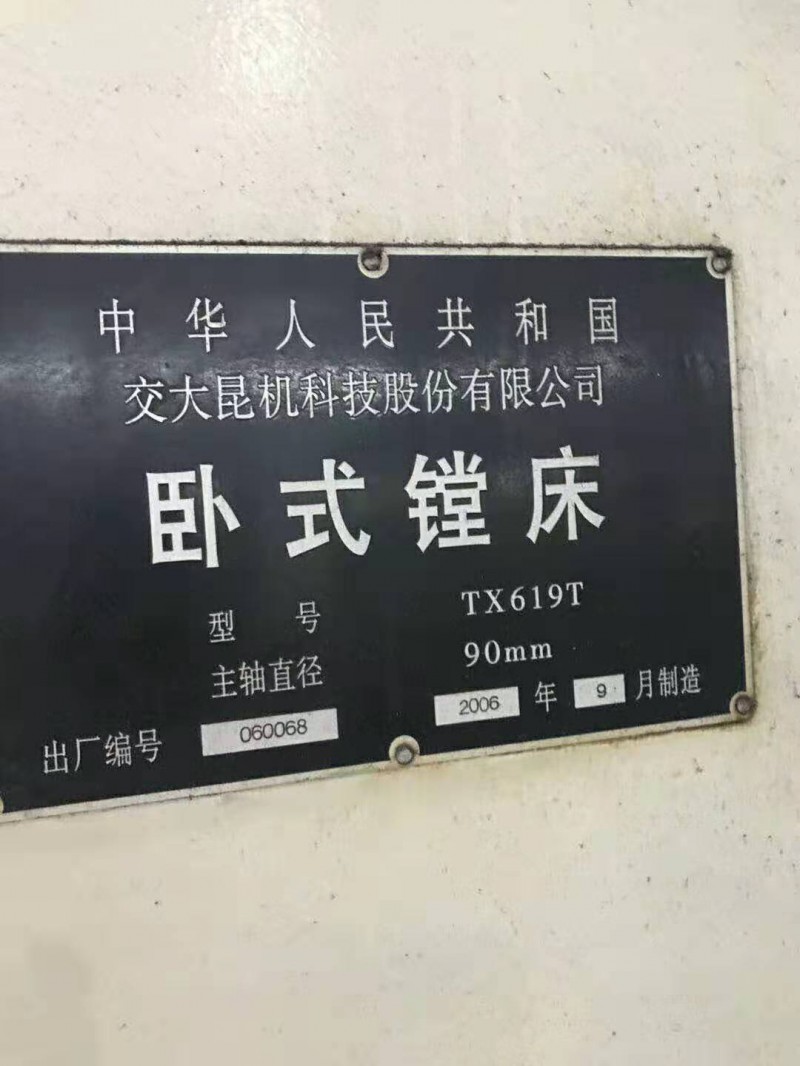 中华人民共和国
交大昆机科技股份有限公司
卧式镗床
型号 TX619T
主轴直径 90mm
出厂编号 060068 2006 年 9 月制造